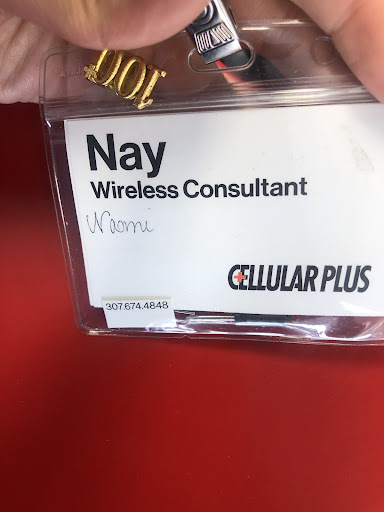 100%
Nay
Wireless Consultant
Naomi
CELLULAR PLUS
307.674.4848